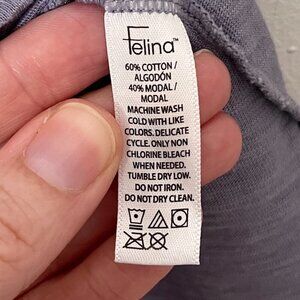 Felina™
60% COTTON/
ALGODÓN
40% MODAL/
MODAL
MACHINE WASH
COLD WITH LIKE
COLORS. DELICATE
CYCLE. ONLY NON
CHLORINE BLEACH
WHEN NEEDED.
TUMBLE DRY LOW.
DO NOT IRON.
DO NOT DRY CLEAN.